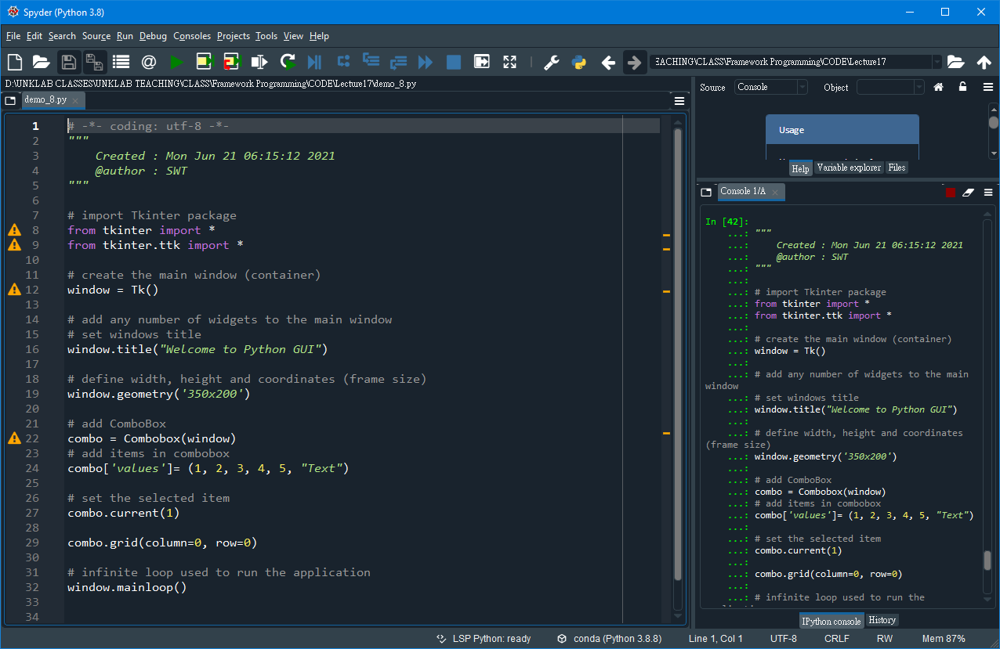 Spyder (Python 3.8)
File Edit Search Source Run Debug Consoles Projects Tools View Help
EACHING\CLASS\Framework Programming\CODE\Lecture17
D:\UNKLAB CLASSES\UNKLAB TEACHING\CLASS\Framework Programming\CODE\Lecture17\demo_8.py
demo_8.py
1 # -*- coding: utf-8 -*-
2 """
3 Created : Mon Jun 21 06:15:12 2021
4 @author : SWT
5 """
6
7 # import Tkinter package
8 from tkinter import *
9 from tkinter.ttk import *
10
11 # create the main window (container)
12 window = Tk()
13
14 # add any number of widgets to the main window
15 # set windows title
16 window.title("Welcome to Python GUI")
17
18 # define width, height and coordinates (frame size)
19 window.geometry('350x200')
20
21 # add ComboBox
22 combo = Combobox(window)
23 # add items in combobox
24 combo['values']= (1, 2, 3, 4, 5, "Text")
25
26 # set the selected item
27 combo.current(1)
28
29 combo.grid(column=0, row=0)
30
31 # infinite loop used to run the application
32 window.mainloop()
33
34
Source Console Object
Usage
Help Variable explorer Files
Console 1/A
In [42]:
...: """
...: Created : Mon Jun 21 06:15:12 2021
...: @author : SWT
...: """
...:
...: # import Tkinter package
...: from tkinter import *
...: from tkinter.ttk import *
...:
...: # create the main window (container)
...: window = Tk()
...:
...: # add any number of widgets to the main
window
...: # set windows title
...: window.title("Welcome to Python GUI")
...:
...: # define width, height and coordinates
(frame size)
...: window.geometry('350x200')
...:
...: # add ComboBox
...: combo = Combobox(window)
...: # add items in combobox
...: combo['values']= (1, 2, 3, 4, 5, "Text")
...:
...: # set the selected item
...: combo.current(1)
...:
...: combo.grid(column=0, row=0)
...:
...: # infinite loop used to run the
IPython console History
LSP Python: ready conda (Python 3.8.8) Line 1, Col 1 UTF-8 CRLF RW Mem 87%